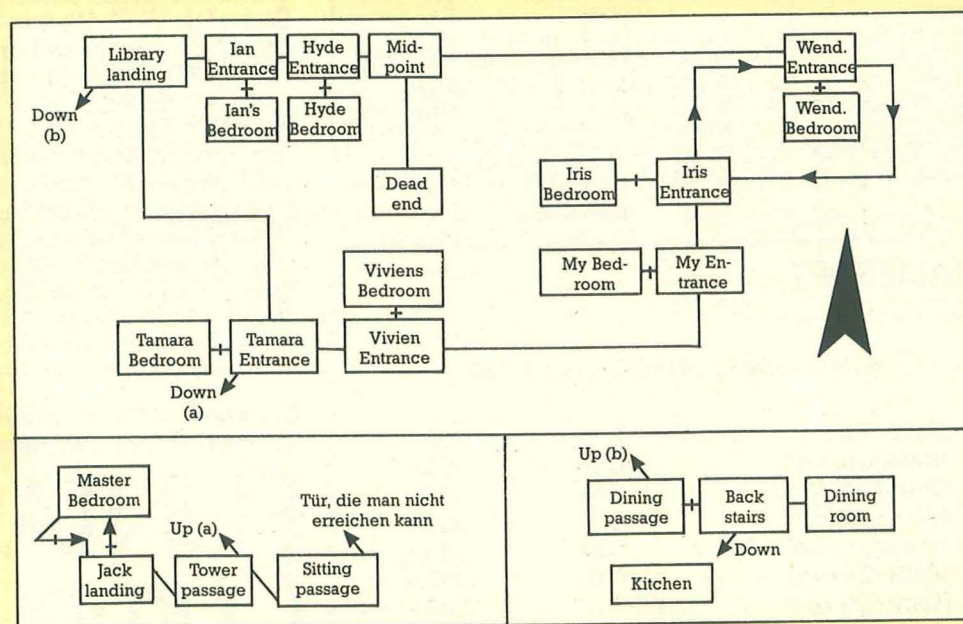 Library
landing
Ian
Entrance
Hyde
Entrance
Mid-
point
Wend.
Entrance
Down
(b)
Ian's
Bedroom
Hyde
Bedroom
Wend.
Bedroom
Dead
end
Iris
Bedroom
Iris
Entrance
Viviens
Bedroom
My Bed-
room
My En-
trance
Tamara
Bedroom
Tamara
Entrance
Vivien
Entrance
Down
(a)
Master
Bedroom
Up (a)
Tür, die man nicht
erreichen kann
Jack
landing
Tower
passage
Sitting
passage
Up (b)
Dining
passage
Back
stairs
Dining
room
Down
Kitchen